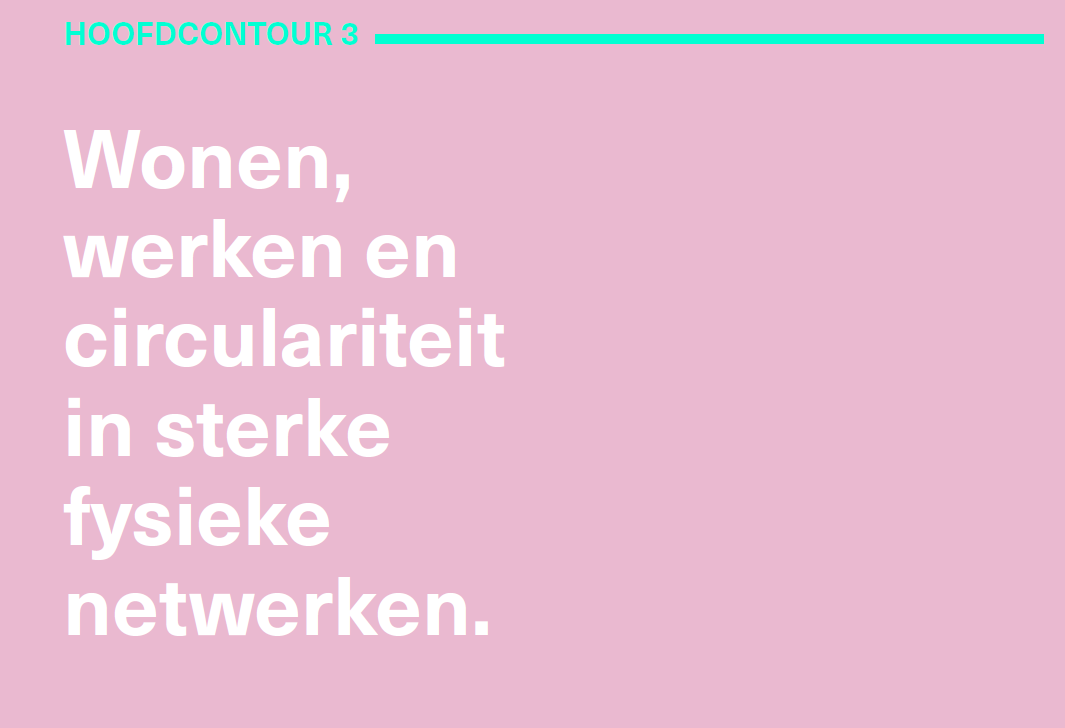 HOOFDCONTOUR 3
Wonen,
werken en
circulariteit
in sterke
fysieke
netwerken.